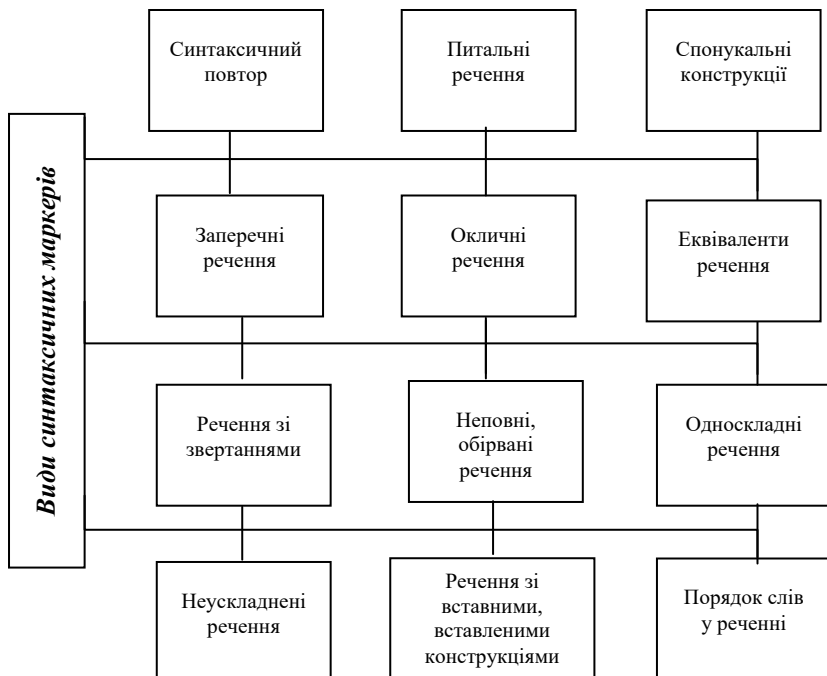 Види синтаксичних маркерів
Синтаксичний
повтор
Питальні
речення
Спонукальні
конструкції
Заперечні
речення
Окличні
речення
Еквіваленти
речення
Речення зі
звертаннями
Неповні,
обірвані
речення
Односкладні
речення
Неускладнені
речення
Речення зі
вставними,
вставленими
конструкціями
Порядок слів
у реченні